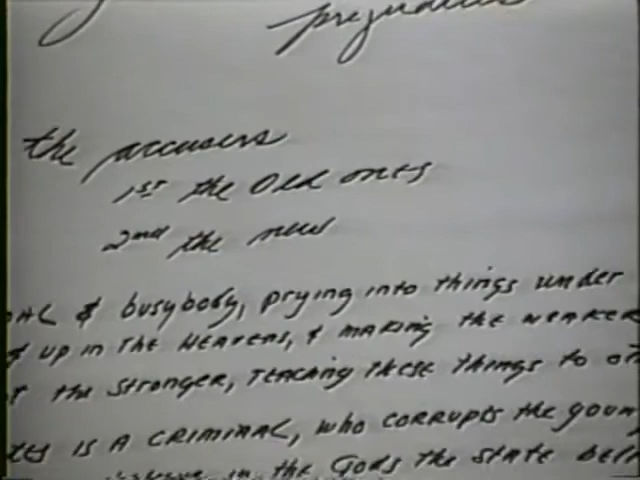 prejudices
the accusers
1st the Old ones
2nd the new
& busybody, prying into things under
up in the Heavens, & making the weaker
the stronger, teaching these things to
is a criminal, who corrupts the
in the Gods the State